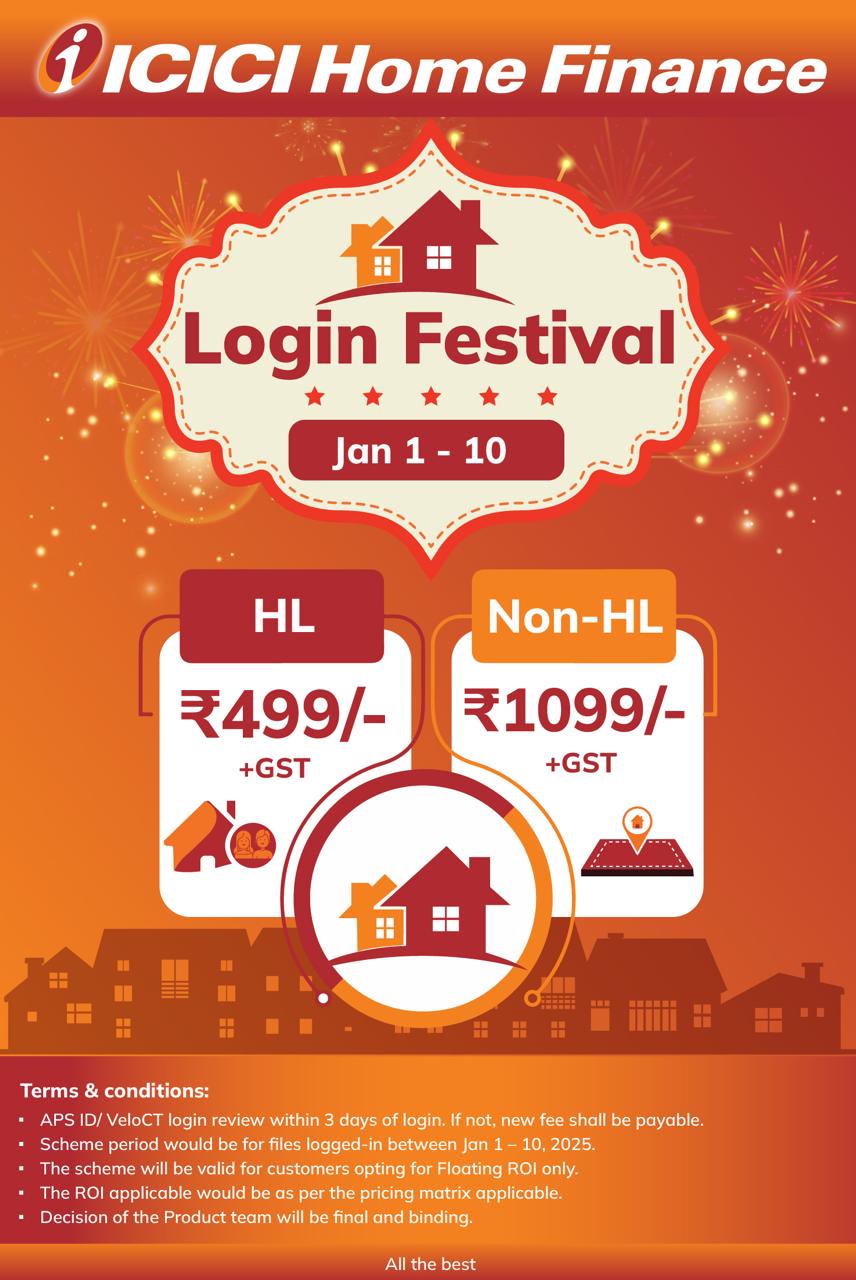 i ICICI Home Finance
Login Festival
Jan 1 - 10
HL
₹499/-
+GST
Non-HL
₹1099/-
+GST
Terms & conditions:
▪ APS ID/ VeloCT login review within 3 days of login. If not, new fee shall be payable.
▪ Scheme period would be for files logged-in between Jan 1 – 10, 2025.
▪ The scheme will be valid for customers opting for Floating ROI only.
▪ The ROI applicable would be as per the pricing matrix applicable.
▪ Decision of the Product team will be final and binding.
All the best